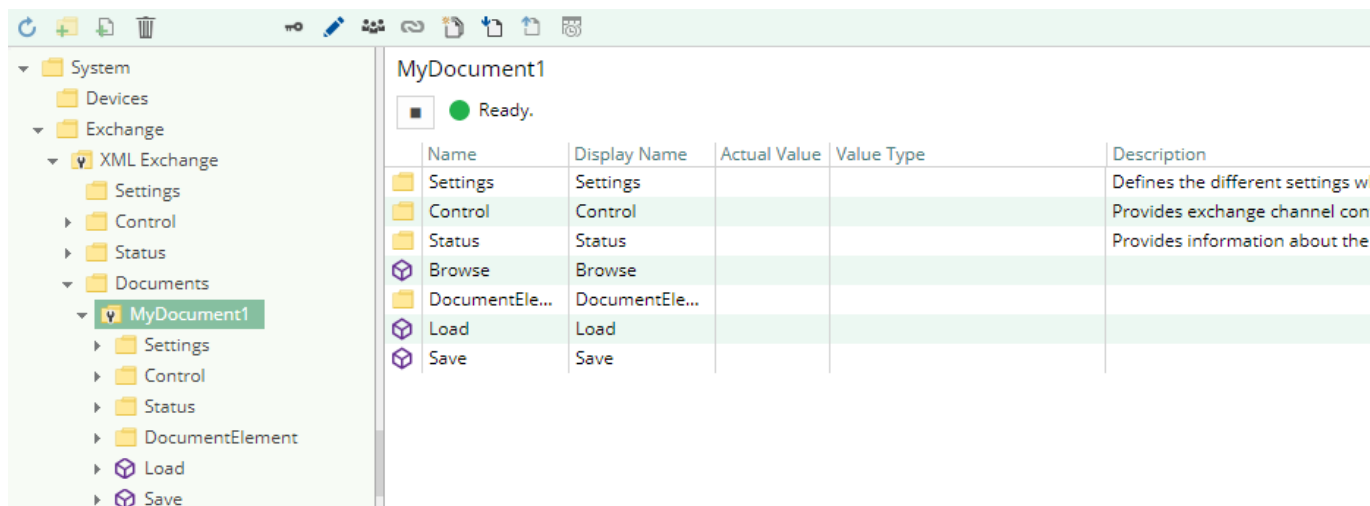 System
Devices
Exchange
XML Exchange
Settings
Control
Status
Documents
MyDocument1
Settings
Control
Status
DocumentElement
Load
Save
MyDocument1
Ready.
Name Display Name Actual Value Value Type Description
Settings Settings Defines the different settings wi
Control Control Provides exchange channel con
Status Status Provides information about the
Browse Browse
DocumentEle... DocumentEle...
Load Load
Save Save